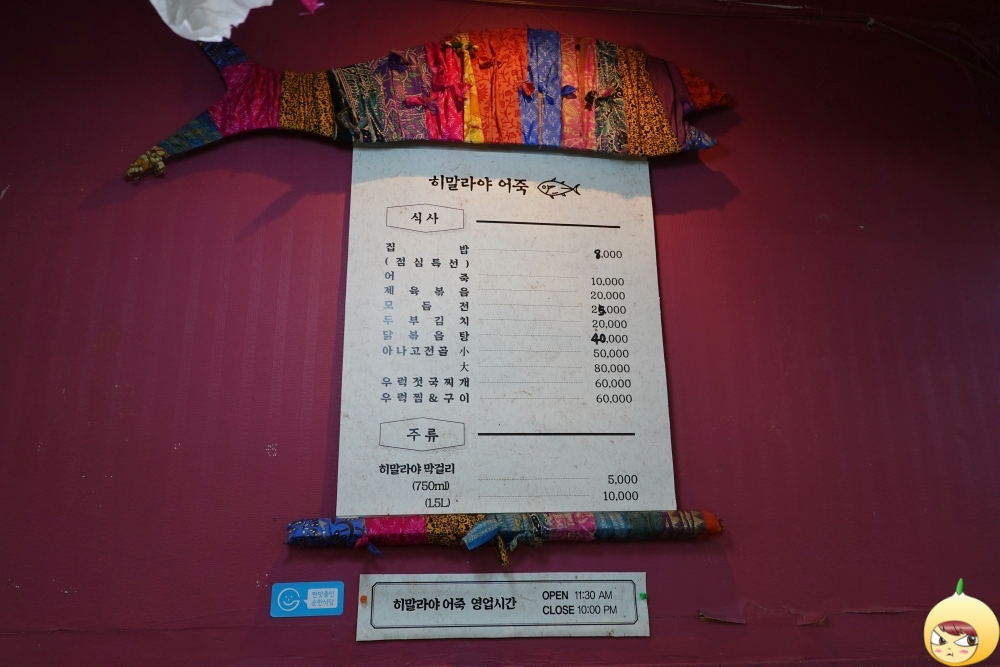 히말라야 어죽
식사
집 밥 8,000
(점심특선)
어 죽 10,000
제육볶음 20,000
모 듬 전 25,000
두부김치 20,000
닭볶음탕 40,000
아나고전골 小 50,000
大 80,000
우럭젓국찌개 60,000
우럭찜&구이 60,000
주류
히말라야 막걸리
(750ml) 5,000
(1.5L) 10,000
히말라야 어죽 영업시간
OPEN 11:30 AM
CLOSE 10:00 PM